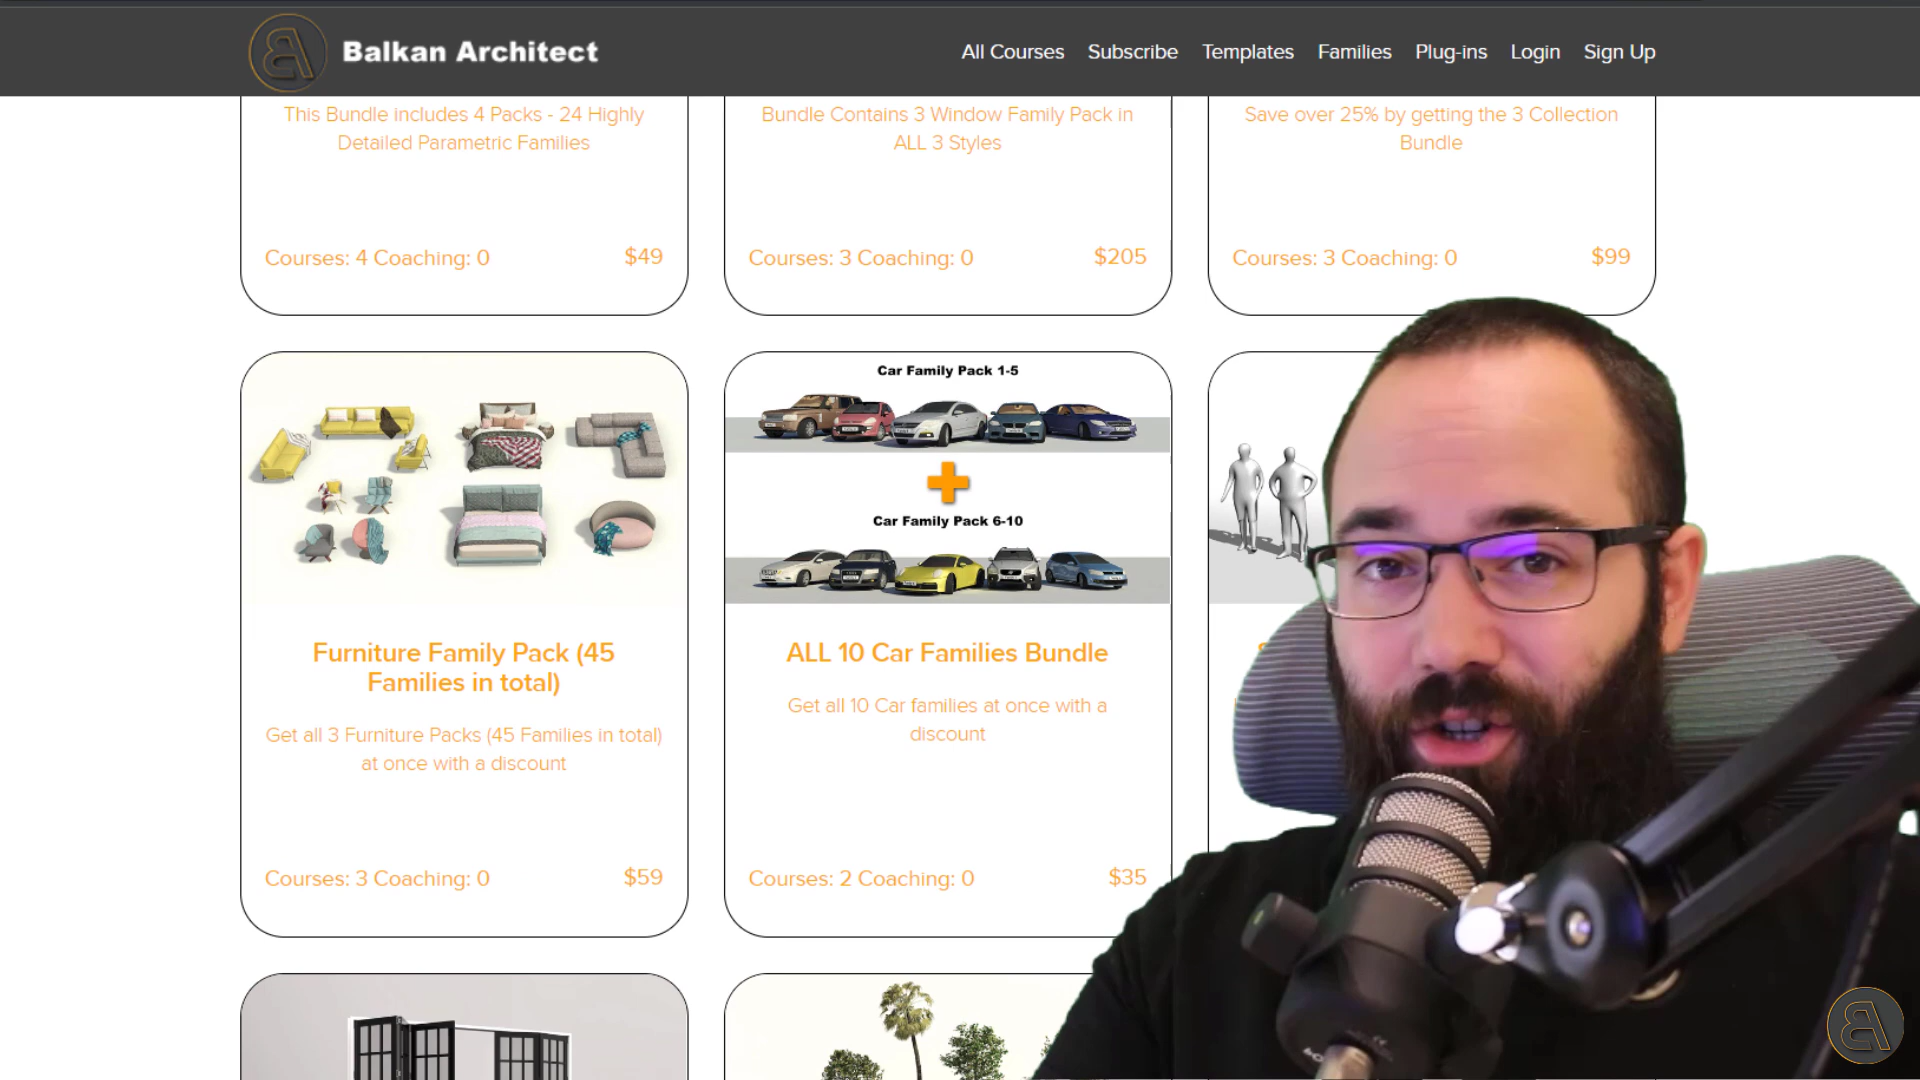 Balkan Architect
All Courses Subscribe Templates Families Plug-ins Login Sign Up
This Bundle includes 4 Packs - 24 Highly
Detailed Parametric Families
Courses: 4 Coaching: 0 $49
Bundle Contains 3 Window Family Pack in
ALL 3 Styles
Courses: 3 Coaching: 0 $205
Save over 25% by getting the 3 Collection
Bundle
Courses: 3 Coaching: 0 $99
Furniture Family Pack (45
Families in total)
Get all 3 Furniture Packs (45 Families in total)
at once with a discount
Courses: 3 Coaching: 0 $59
Car Family Pack 1-5
Car Family Pack 6-10
ALL 10 Car Families Bundle
Get all 10 Car families at once with a
discount
Courses: 2 Coaching: 0 $35